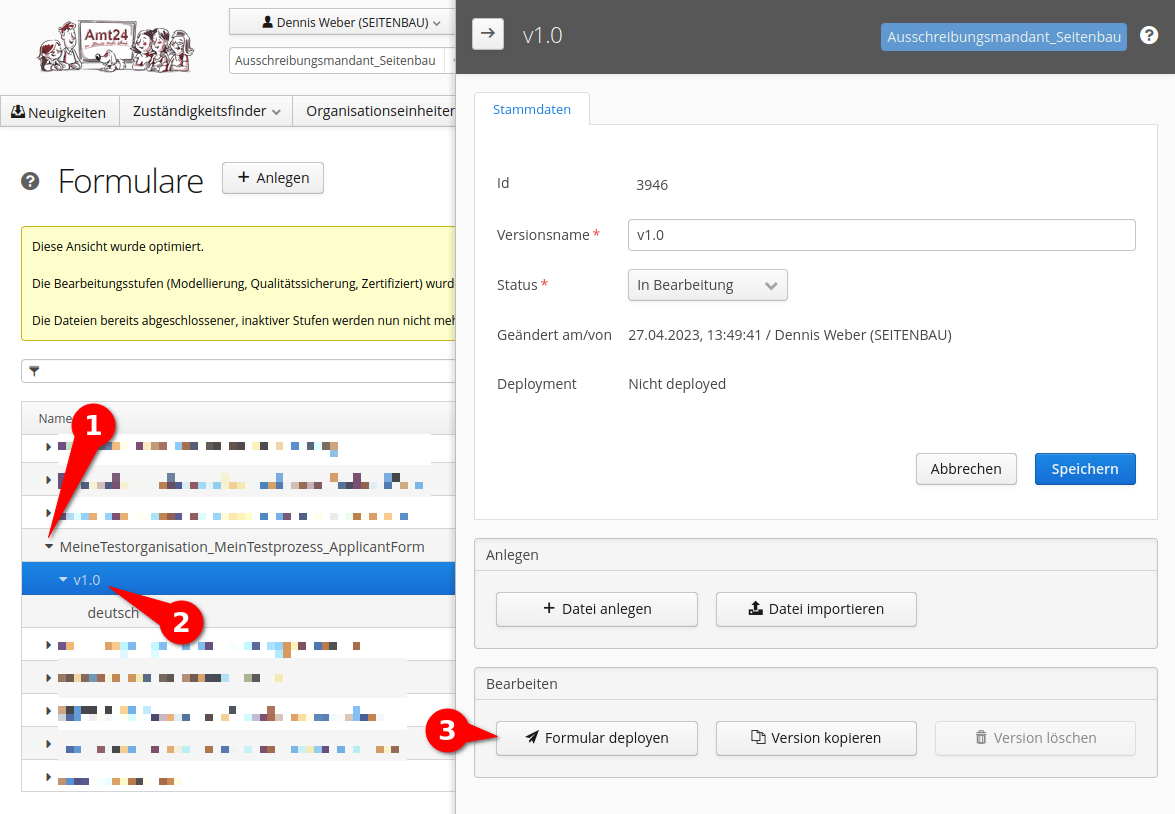 Amt24
Dennis Weber (SEITENBAU)
Ausschreibungsmandant_Seitenbau
Neuigkeiten
Zuständigkeitsfinder
Organisationseinheiten
Formulare
+ Anlegen
Diese Ansicht wurde optimiert.
Die Bearbeitungsstufen (Modellierung, Qualitätssicherung, Zertifiziert) wurd
Die Dateien bereits abgeschlossener, inaktiver Stufen werden nun nicht meh
Name
1
MeineTestorganisation_MeinTestprozess_ApplicantForm
v1.0
deutsch
2
v1.0
Ausschreibungsmandant_Seitenbau
Stammdaten
Id
3946
Versionsname *
v1.0
Status *
In Bearbeitung
Geändert am/von
27.04.2023, 13:49:41 / Dennis Weber (SEITENBAU)
Deployment
Nicht deployed
Abbrechen
Speichern
Anlegen
+ Datei anlegen
Datei importieren
Bearbeiten
3
Formular deployen
Version kopieren
Version löschen